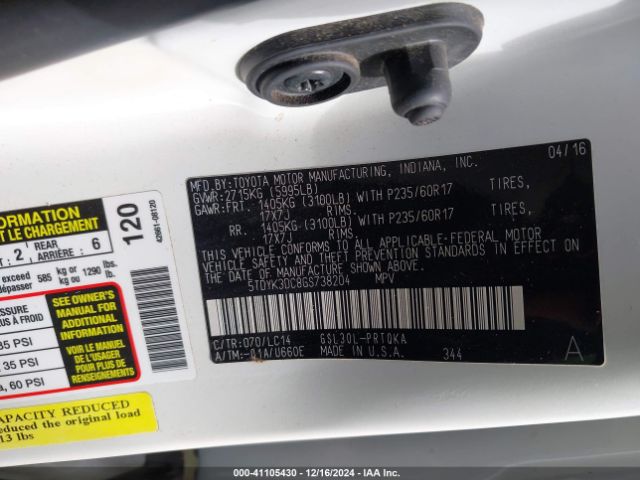 MFD. BY: TOYOTA MOTOR MANUFACTURING, INDIANA, INC. 04/16
GVWR: 2715KG (5995LB)
GAWR: FRT. 1405KG (3100LB) WITH P235/60R17 TIRES,
17X7J RIMS
RR. 1405KG (3100LB) WITH P235/60R17 TIRES,
17X7J RIMS
THIS VEHICLE CONFORMS TO ALL APPLICABLE FEDERAL MOTOR
VEHICLE SAFETY AND THEFT PREVENTION STANDARDS IN EFFECT ON
THE DATE OF MANUFACTURE SHOWN ABOVE.
5TDYK3DC8GS738204 MPV
C/TR: 070/LC14 GSL30L-PRTQKA
A/TM:-01A/U660E MADE IN U.S.A. 344 A
INFORMATION
LE CHARGEMENT
2 REAR 6
ARRIÈRE
120
42661-08120
exceed 585 kg or 1290 lbs.
dépasser kg ou lb.
SEE OWNER'S
MANUAL FOR
ADDITIONAL
INFORMATION
VOIR LE MANUEL
DE L'USAGER
POUR PLUS DE
RENSEIGNEMENTS
À FROID
35 PSI
35 PSI
60 PSI
CAPACITY REDUCED
the original load
13 lbs
000-41105430 - 12/16/2024 - IAA Inc.